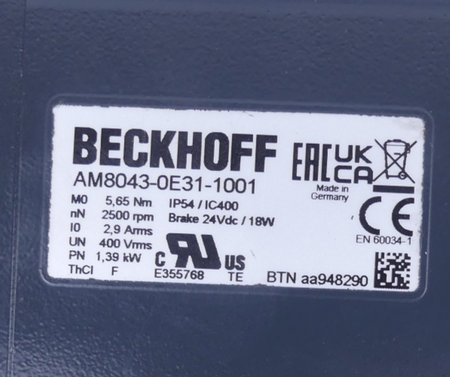 BECKHOFF
EAC UK CA
AM8043-0E31-1001
Made in
Germany
M0 5,65 Nm IP54 / IC400
nN 2500 rpm Brake 24Vdc / 18W
I0 2,9 Arms
UN 400 Vrms
PN 1,39 kW
ThCl F
CE
EN 60034-1
c RU us
E355768 TE
BTN aa948290